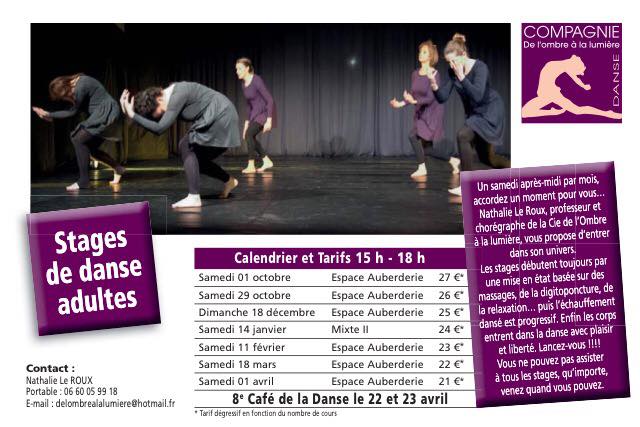 COMPAGNIE
De l'ombre à la lumière
DANSE
Stages
de danse
adultes
Calendrier et Tarifs 15 h - 18 h
Samedi 01 octobre Espace Auberderie 27 €*
Samedi 29 octobre Espace Auberderie 26 €*
Dimanche 18 décembre Espace Auberderie 25 €*
Samedi 14 janvier Mixte II 24 €*
Samedi 11 février Espace Auberderie 23 €*
Samedi 18 mars Espace Auberderie 22 €*
Samedi 01 avril Espace Auberderie 21 €*
8e Café de la Danse le 22 et 23 avril
* Tarif dégressif en fonction du nombre de cours
Un samedi après-midi par mois,
accordez un moment pour vous...
Nathalie Le Roux, professeur et
chorégraphe de la Cie de l'Ombre
à la lumière, vous propose d'entrer
dans son univers.
Les stages débutent toujours par
une mise en état basée sur des
massages, de la digitoponcture, de
la relaxation... puis l'échauffement
dansé est progressif. Enfin les corps
entrent dans la danse avec plaisir
et liberté. Lancez-vous !!!!
Vous ne pouvez pas assister
à tous les stages, qu'importe,
venez quand vous pouvez.
Contact :
Nathalie Le ROUX
Portable : 06 60 05 99 18
E-mail : delombrealalumiere@hotmail.fr